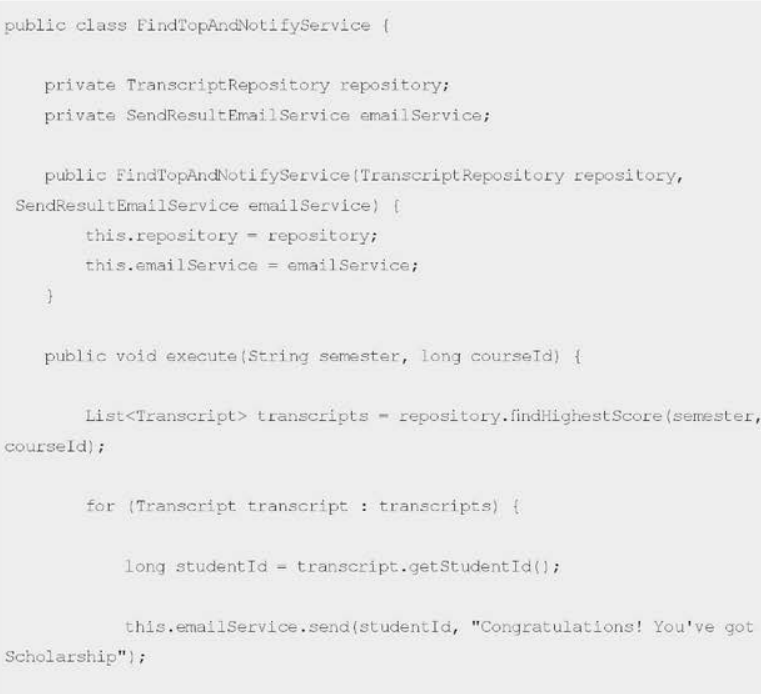 public class FindTopAndNotifyService {
private TranscriptRepository repository;
private SendResultEmailService emailService;
public FindTopAndNotifyService(TranscriptRepository repository,
SendResultEmailService emailService) {
this.repository = repository;
this.emailService = emailService;
}
public void execute(String semester, long courseId) {
List<Transcript> transcripts = repository.findHighestScore(semester,
courseId);
for (Transcript transcript : transcripts) {
long studentId = transcript.getStudentId();
this.emailService.send(studentId, "Congratulations! You've got
Scholarship");